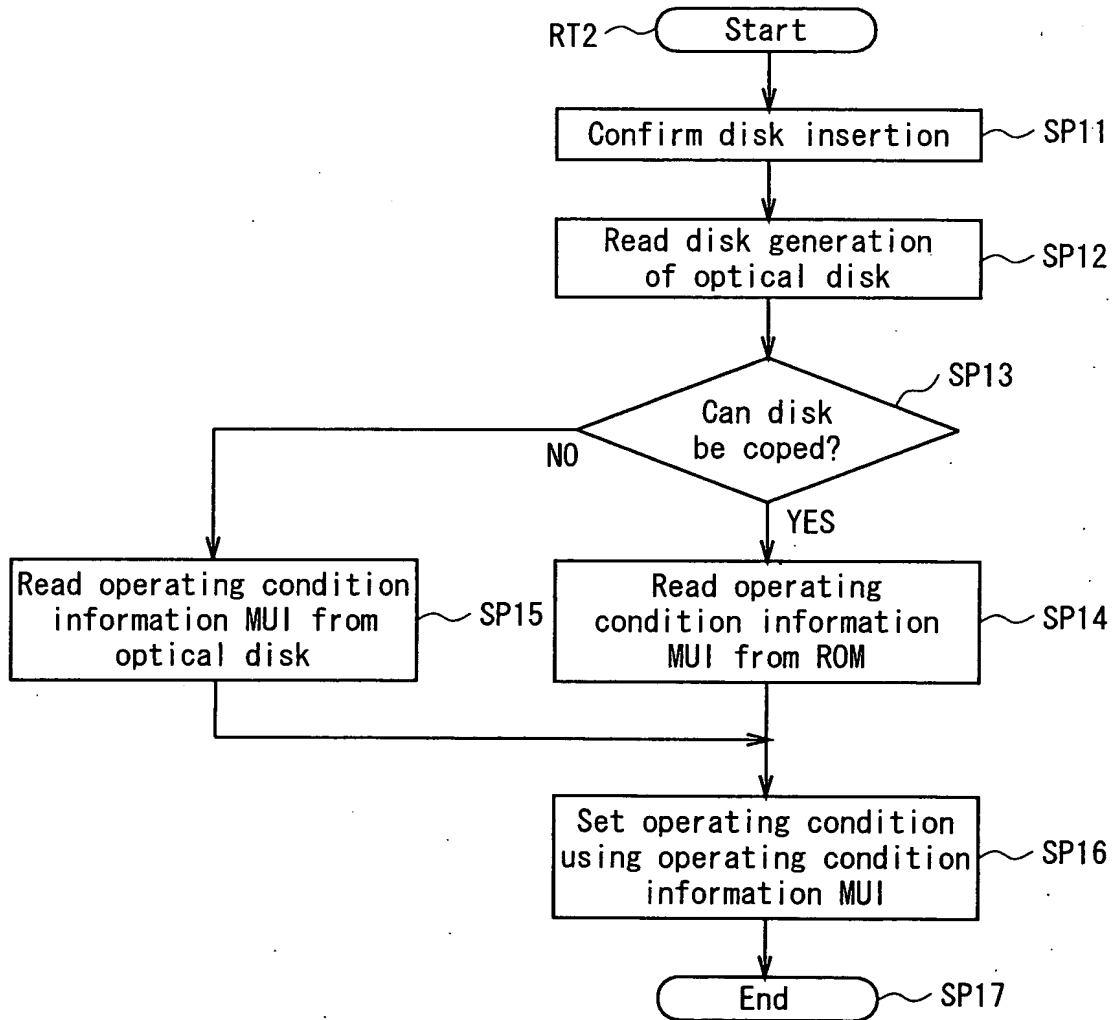 RT2
Start
Confirm disk insertion
SP11
Read disk generation
of optical disk
SP12
SP13
Can disk
be coped?
NO
YES
Read operating condition
information MUI from
optical disk
SP15
Read operating
condition information
MUI from ROM
SP14
Set operating condition
using operating condition
information MUI
SP16
End
SP17